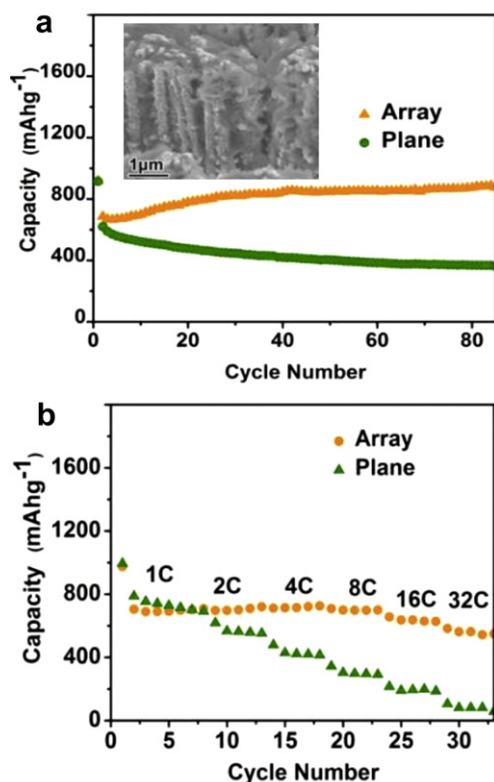 a
1800
1200
800
400
0
Capacity (mAhg⁻¹)
1μm
Array
Plane
0 20 40 60 80
Cycle Number
b
1800
1200
800
400
0
Capacity (mAhg⁻¹)
Array
Plane
1C 2C 4C 8C 16C 32C
0 5 10 15 20 25 30
Cycle Number